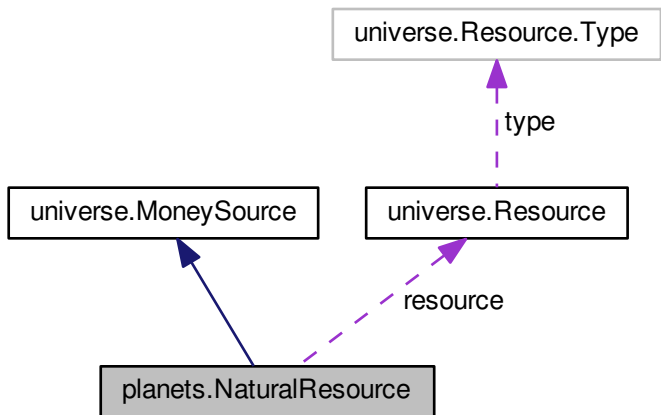 universe.Resource.Type
type
universe.MoneySource
universe.Resource
resource
planets.NaturalResource